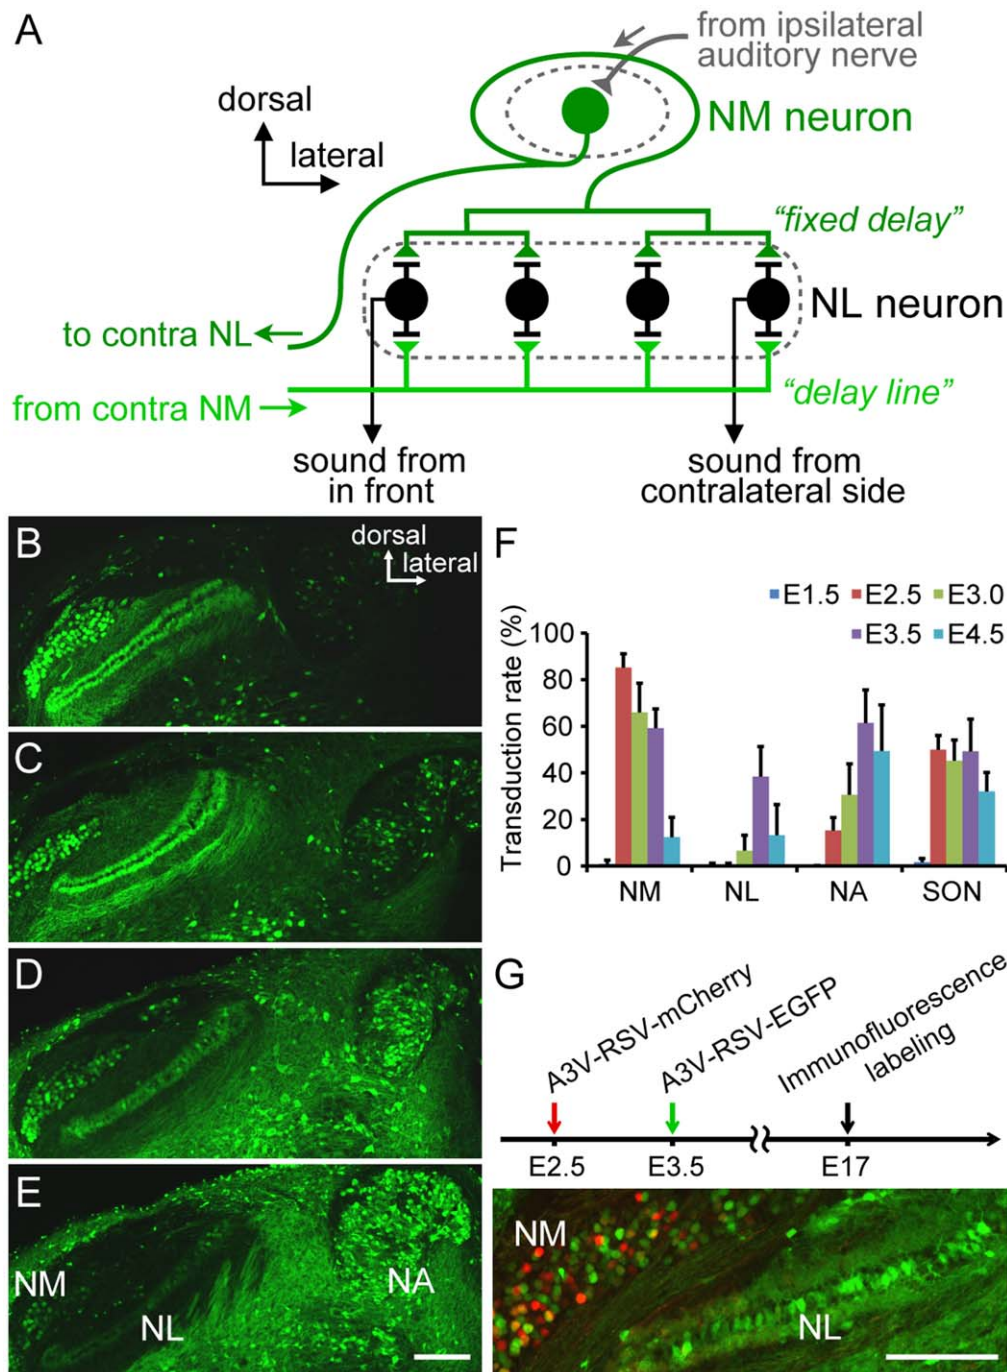 A
from ipsilateral
auditory nerve
dorsal
lateral
NM neuron
"fixed delay"
NL neuron
to contra NL
from contra NM
"delay line"
sound from
in front
sound from
contralateral side
B
dorsal
lateral
C
D
E
NM
NL
NA
F
E1.5 E2.5 E3.0
E3.5 E4.5
Transduction rate (%)
100
80
60
40
20
0
NM NL NA SON
G
A3V-RSV-mCherry
A3V-RSV-EGFP
Immunofluorescence
labeling
E2.5 E3.5 E17
NM
NL